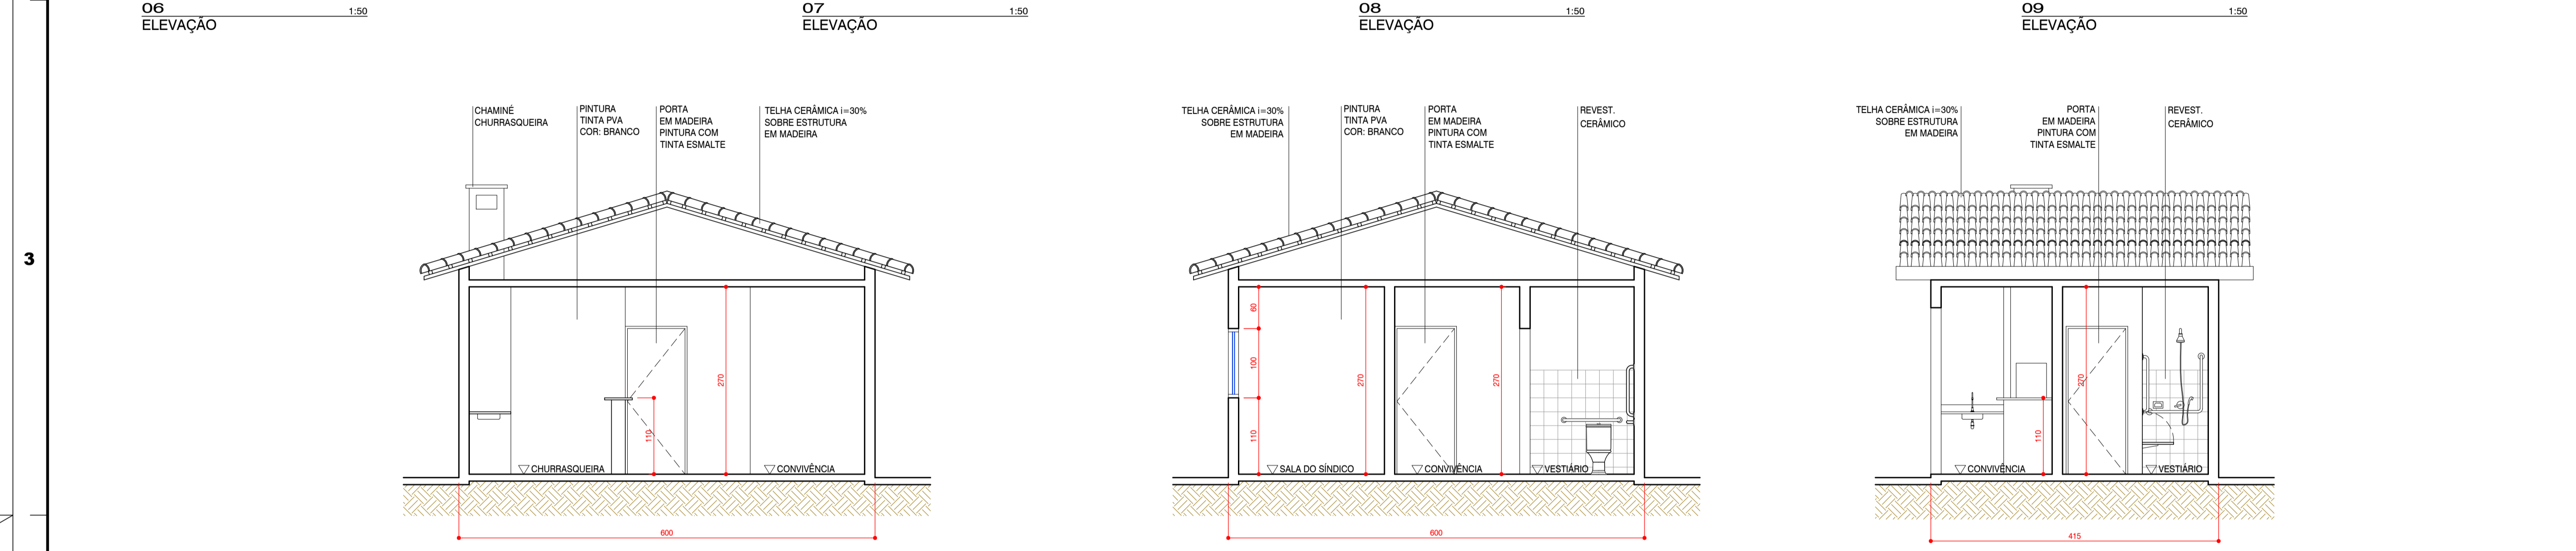 06 1:50
ELEVAÇÃO
07 1:50
ELEVAÇÃO
08 1:50
ELEVAÇÃO
09 1:50
ELEVAÇÃO
3
CHAMINÉ
CHURRASQUEIRA
PINTURA
TINTA PVA
COR: BRANCO
PORTA
EM MADEIRA
PINTURA COM
TINTA ESMALTE
TELHA CERÂMICA i=30%
SOBRE ESTRUTURA
EM MADEIRA
270
110
CHURRASQUEIRA
CONVIVÊNCIA
600
TELHA CERÂMICA i=30%
SOBRE ESTRUTURA
EM MADEIRA
PINTURA
TINTA PVA
COR: BRANCO
PORTA
EM MADEIRA
PINTURA COM
TINTA ESMALTE
REVEST.
CERÂMICO
60
100
110
270
270
SALA DO SÍNDICO
CONVIVÊNCIA
VESTIÁRIO
600
TELHA CERÂMICA i=30%
SOBRE ESTRUTURA
EM MADEIRA
PORTA
EM MADEIRA
PINTURA COM
TINTA ESMALTE
REVEST.
CERÂMICO
270
110
CONVIVÊNCIA
VESTIÁRIO
415